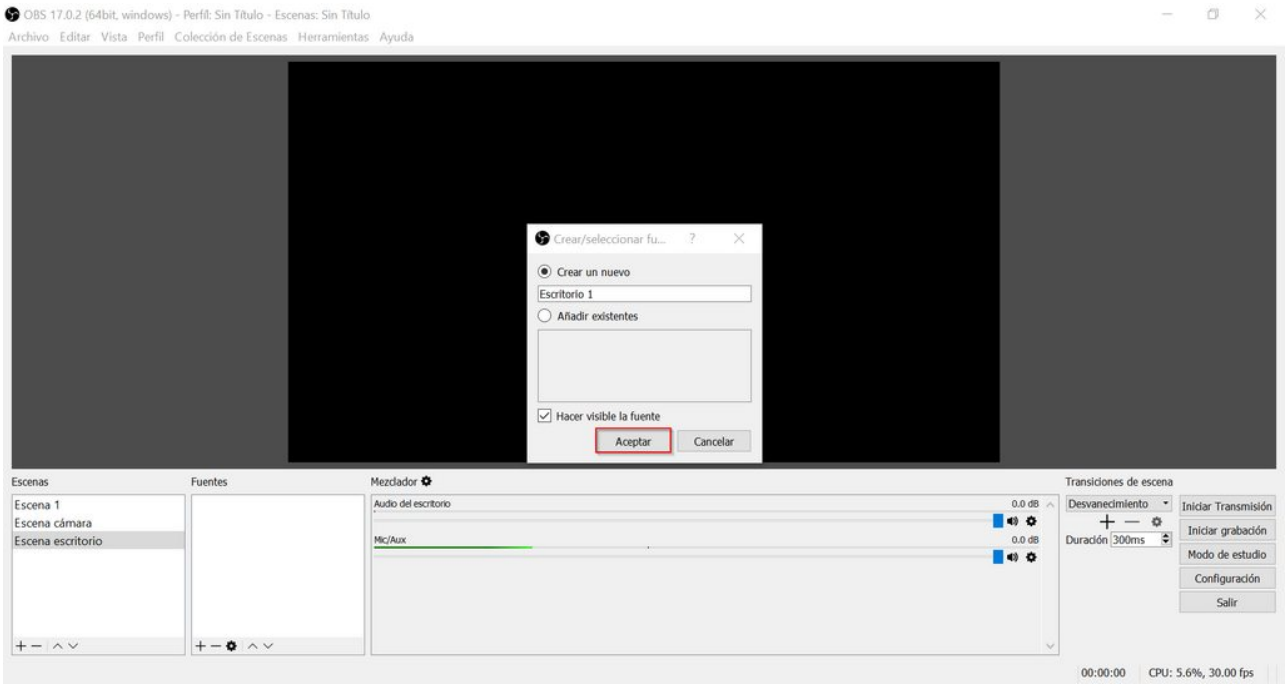 OBS 17.0.2 (64bit, windows) - Perfil: Sin Título - Escenas: Sin Título
Archivo Editar Vista Perfil Colección de Escenas Herramientas Ayuda
Crear/seleccionar fu... ?
Crear un nuevo
Escritorio 1
Añadir existentes
Hacer visible la fuente
Aceptar Cancelar
Escenas
Escena 1
Escena cámara
Escena escritorio
Fuentes
Mezclador
Audio del escritorio 0.0 dB
Mic/Aux 0.0 dB
Transiciones de escena
Desvanecimiento
Duración 300ms
Iniciar Transmisión
Iniciar grabación
Modo de estudio
Configuración
Salir
00:00:00 CPU: 5.6%, 30.00 fps